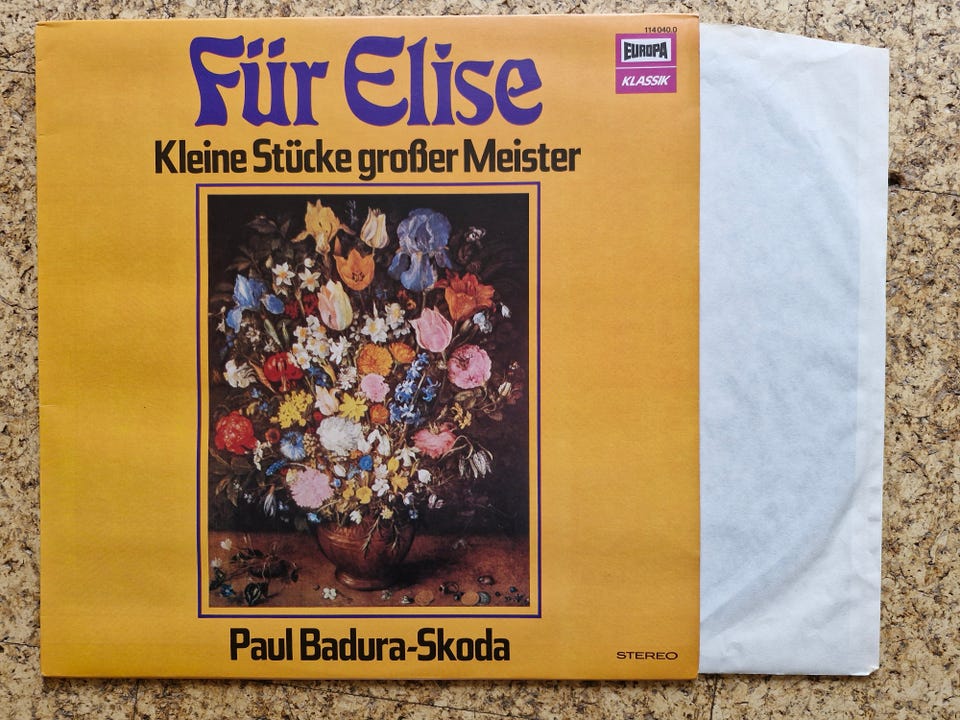 114 040.0
EUROPA
KLASSIK
Für Elise
Kleine Stücke großer Meister
Paul Badura-Skoda
STEREO